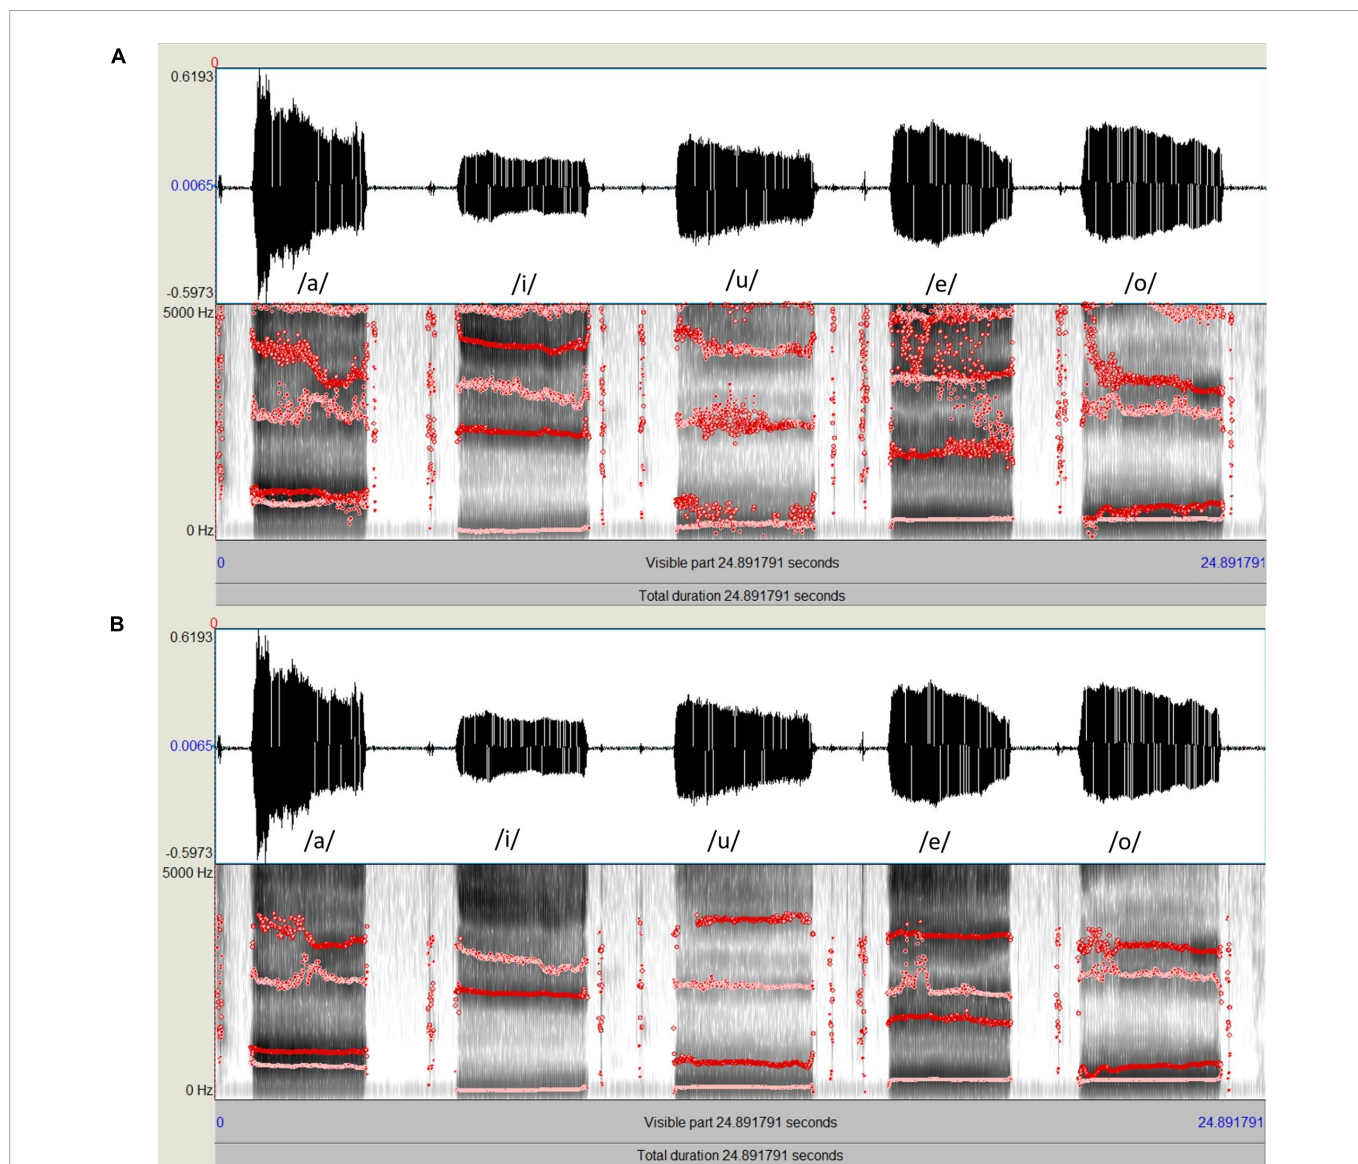 A
0
0.6193
0.0065
-0.5973
/a/ /i/ /u/ /e/ /o/
5000 Hz
0 Hz
0 Visible part 24.891791 seconds 24.891791
Total duration 24.891791 seconds
B
0
0.6193
0.0065
-0.5973
/a/ /i/ /u/ /e/ /o/
5000 Hz
0 Hz
0 Visible part 24.891791 seconds 24.891791
Total duration 24.891791 seconds